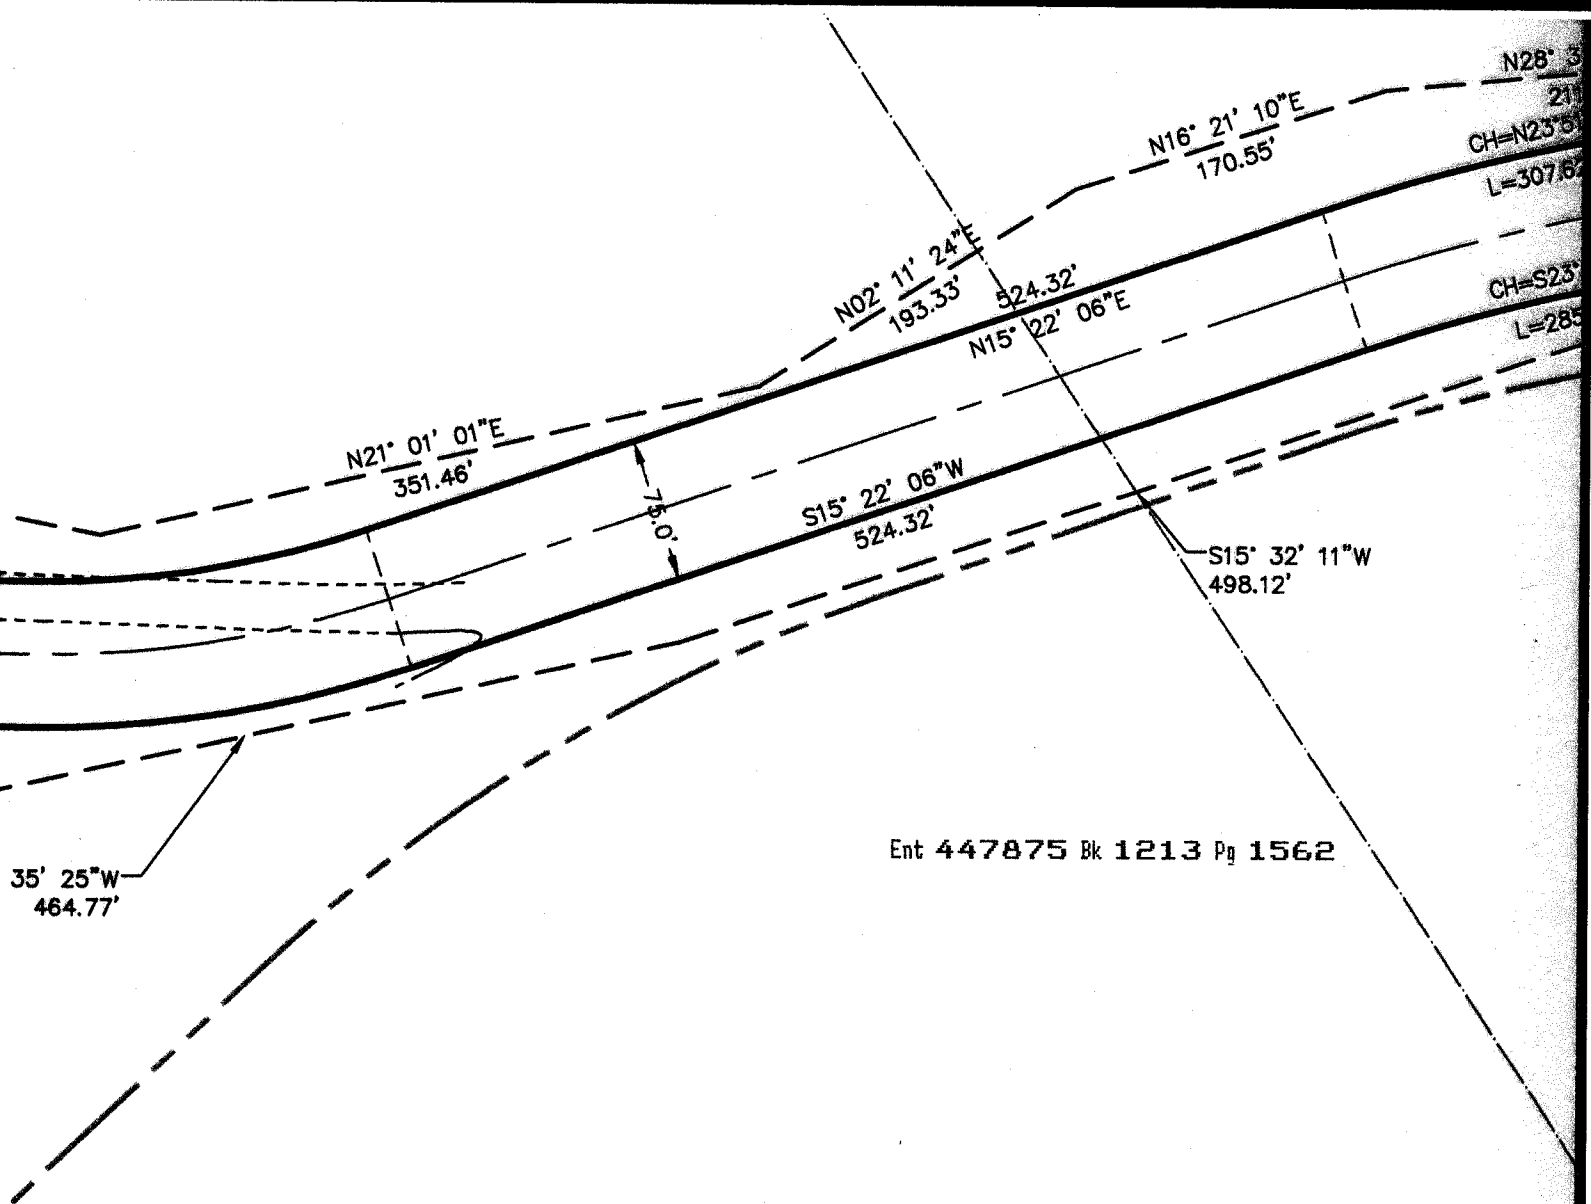 N28° 3
211
N16° 21' 10"E
170.55'
CH=N23°51
L=307.62
N02° 11' 24"E
193.33'
524.32'
N15° 22' 06"E
CH=S23°
L=285
N21° 01' 01"E
351.46'
75.0'
S15° 22' 06"W
524.32'
S15° 32' 11"W
498.12'
Ent 447875 Bk 1213 Pg 1562
35' 25"W
464.77'